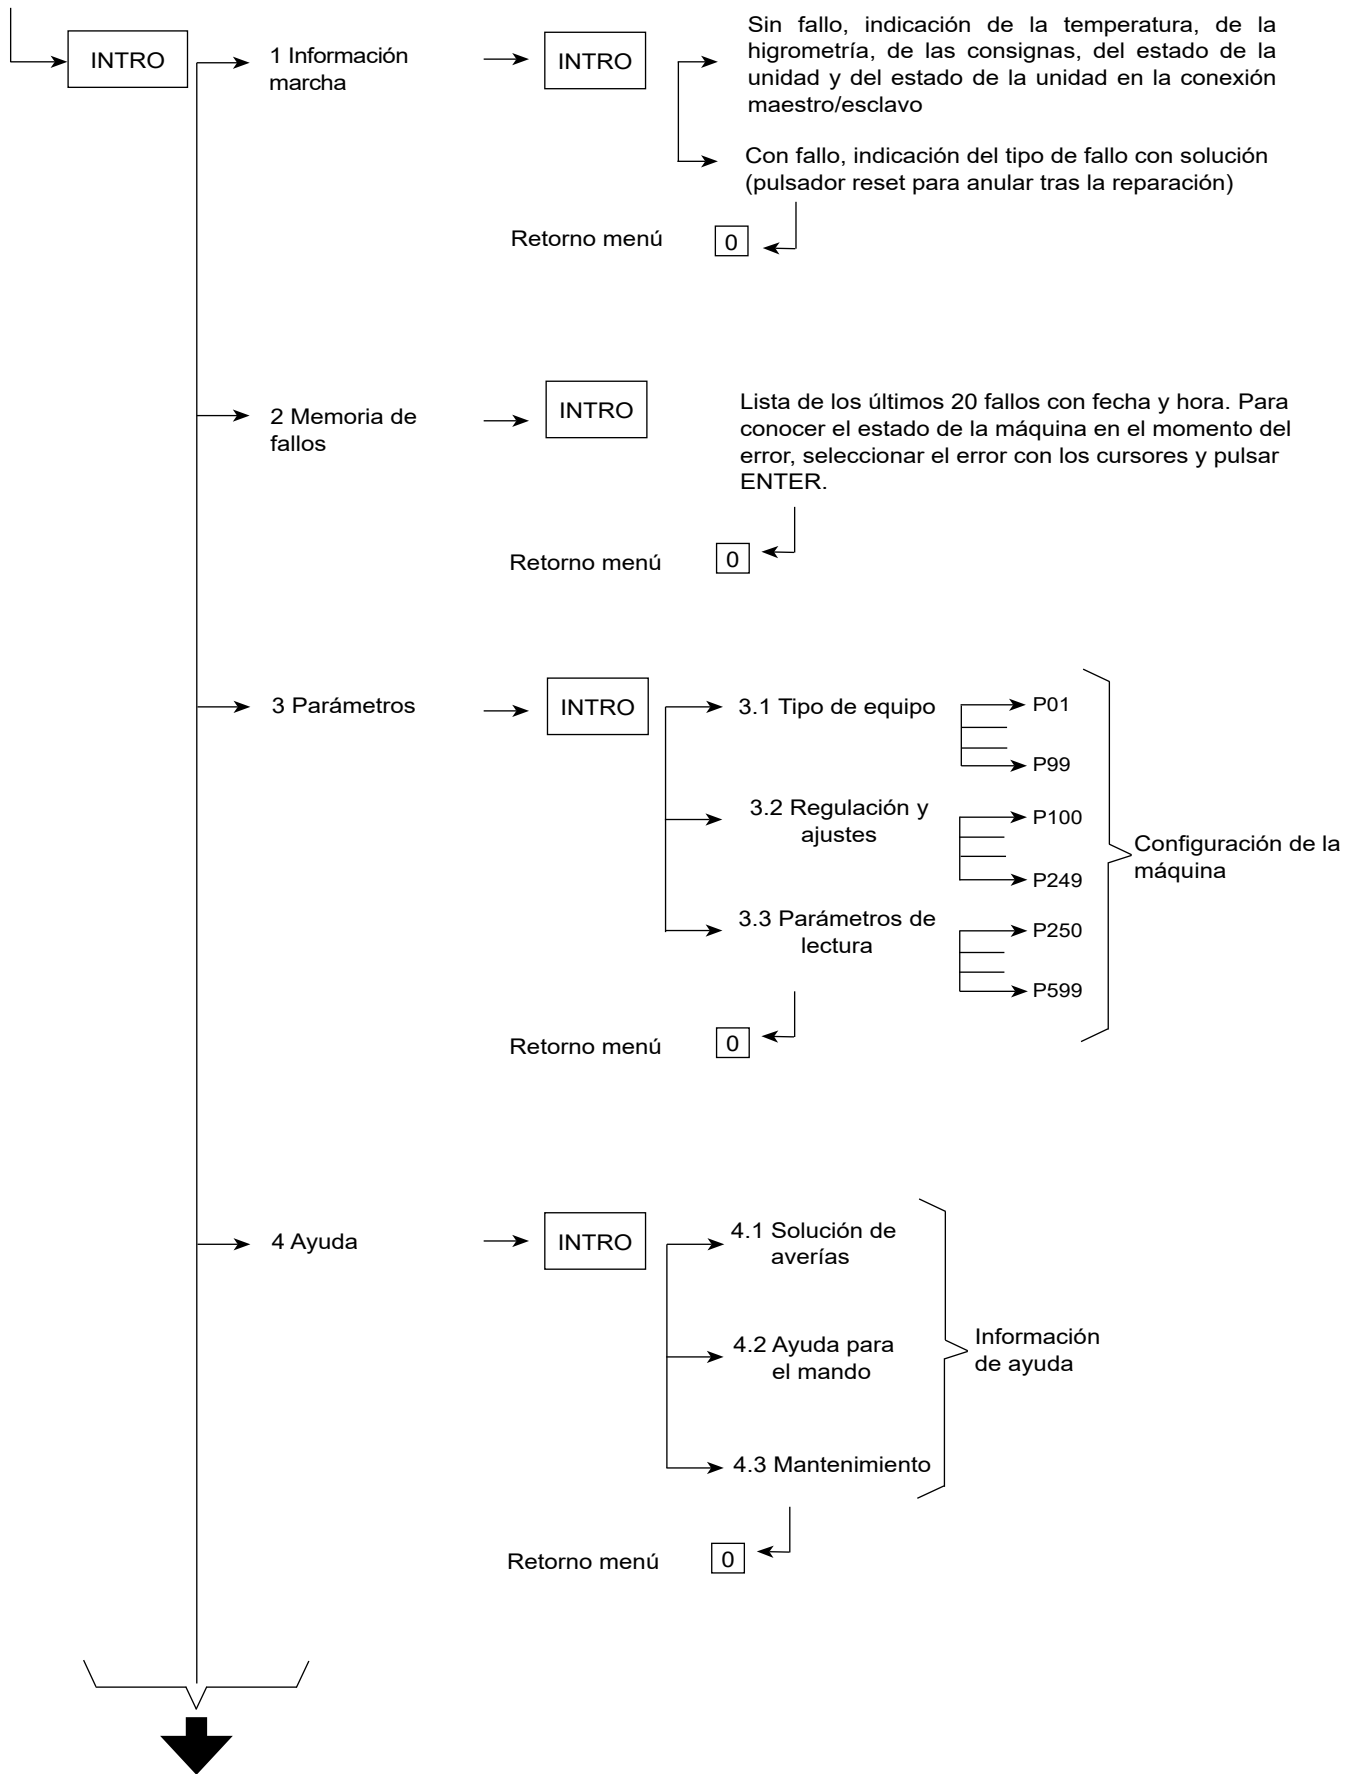 INTRO
1 Información
marcha
INTRO
Sin fallo, indicación de la temperatura, de la
higrometría, de las consignas, del estado de la
unidad y del estado de la unidad en la conexión
maestro/esclavo
Con fallo, indicación del tipo de fallo con solución
(pulsador reset para anular tras la reparación)
Retorno menú
0
2 Memoria de
fallos
INTRO
Lista de los últimos 20 fallos con fecha y hora. Para
conocer el estado de la máquina en el momento del
error, seleccionar el error con los cursores y pulsar
ENTER.
Retorno menú
0
3 Parámetros
INTRO
3.1 Tipo de equipo
P01
P99
3.2 Regulación y
ajustes
P100
P249
3.3 Parámetros de
lectura
P250
P599
Configuración de la
máquina
Retorno menú
0
4 Ayuda
INTRO
4.1 Solución de
averías
4.2 Ayuda para
el mando
4.3 Mantenimiento
Información
de ayuda
Retorno menú
0